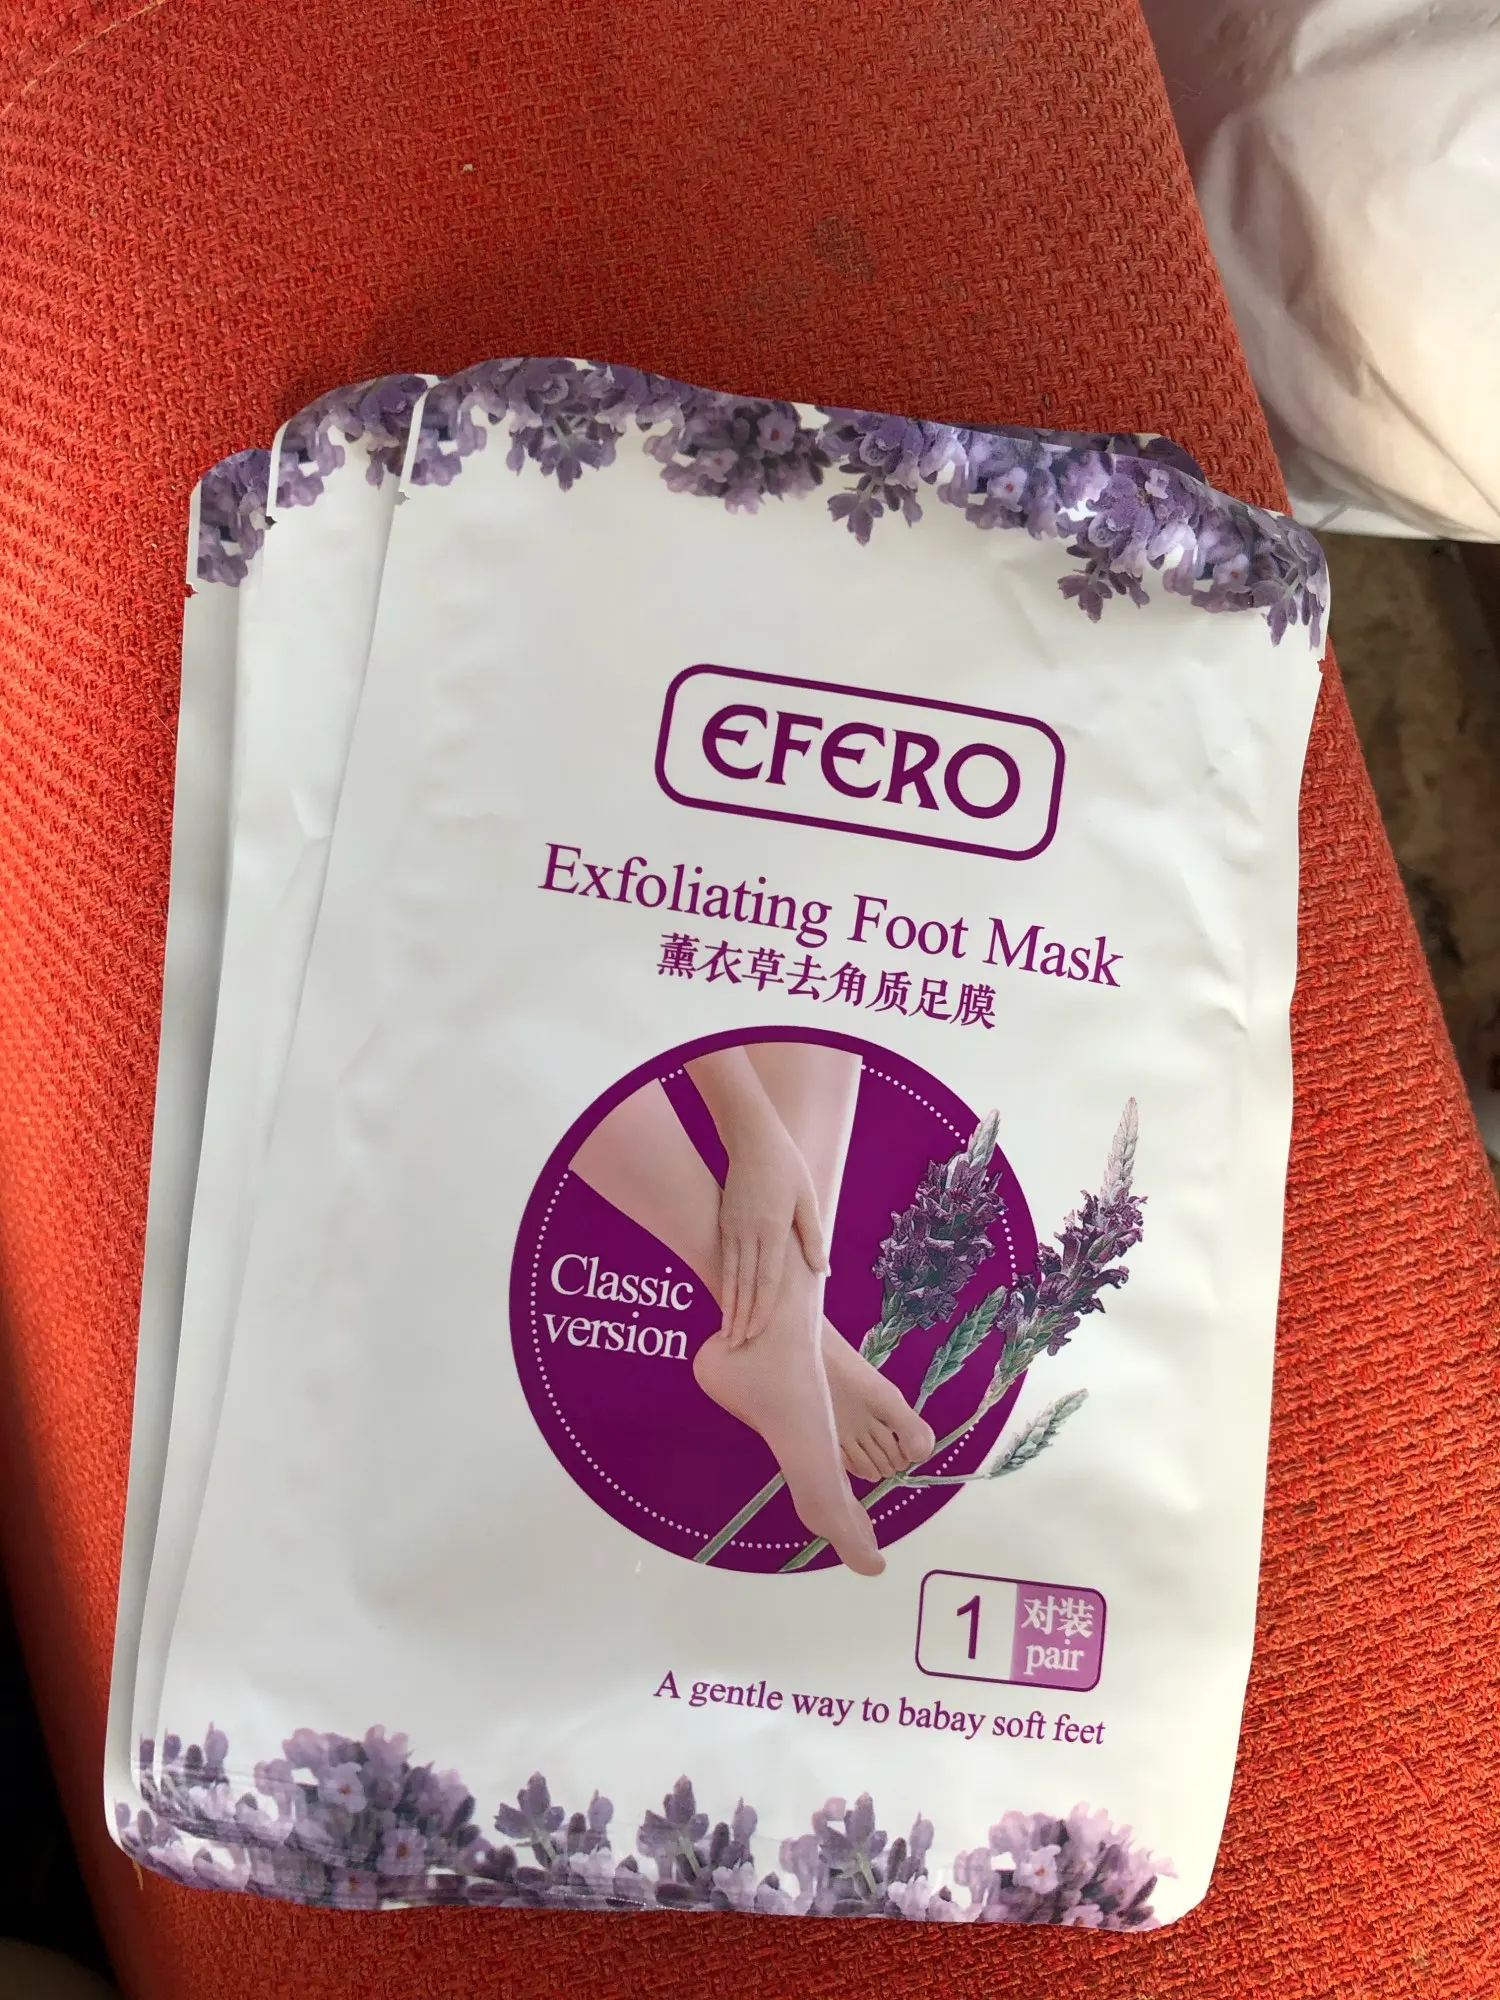 EFERO
Exfoliating Foot Mask
薰衣草去角质足膜
Classic
version
1
对装
pair
A gentle way to babay soft feet